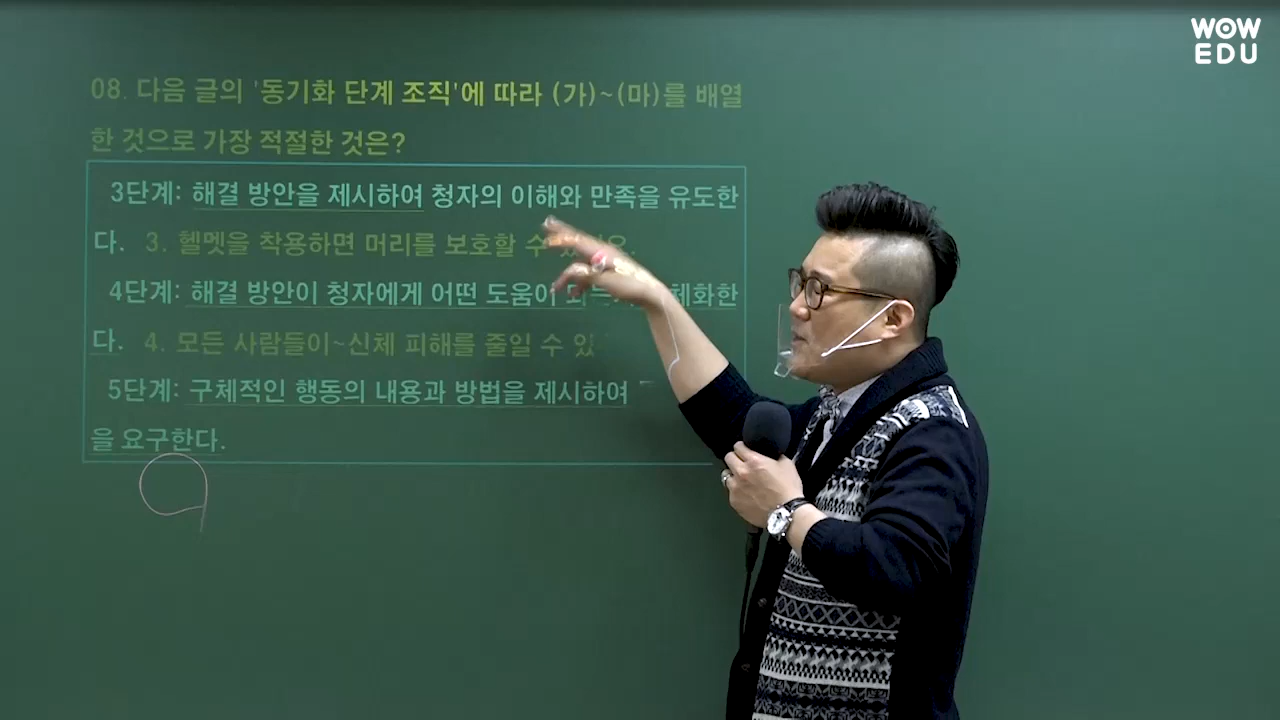 WOW
EDU
08. 다음 글의 '동기화 단계 조직'에 따라 (가)~(마)를 배열
한 것으로 가장 적절한 것은?
3단계: 해결 방안을 제시하여 청자의 이해와 만족을 유도한
다. 3. 헬멧을 착용하면 머리를 보호할 수
4단계: 해결 방안이 청자에게 어떤 도움이
다. 4. 모든 사람들이~신체 피해를 줄일 수 있
5단계: 구체적인 행동의 내용과 방법을 제시하여
을 요구한다.